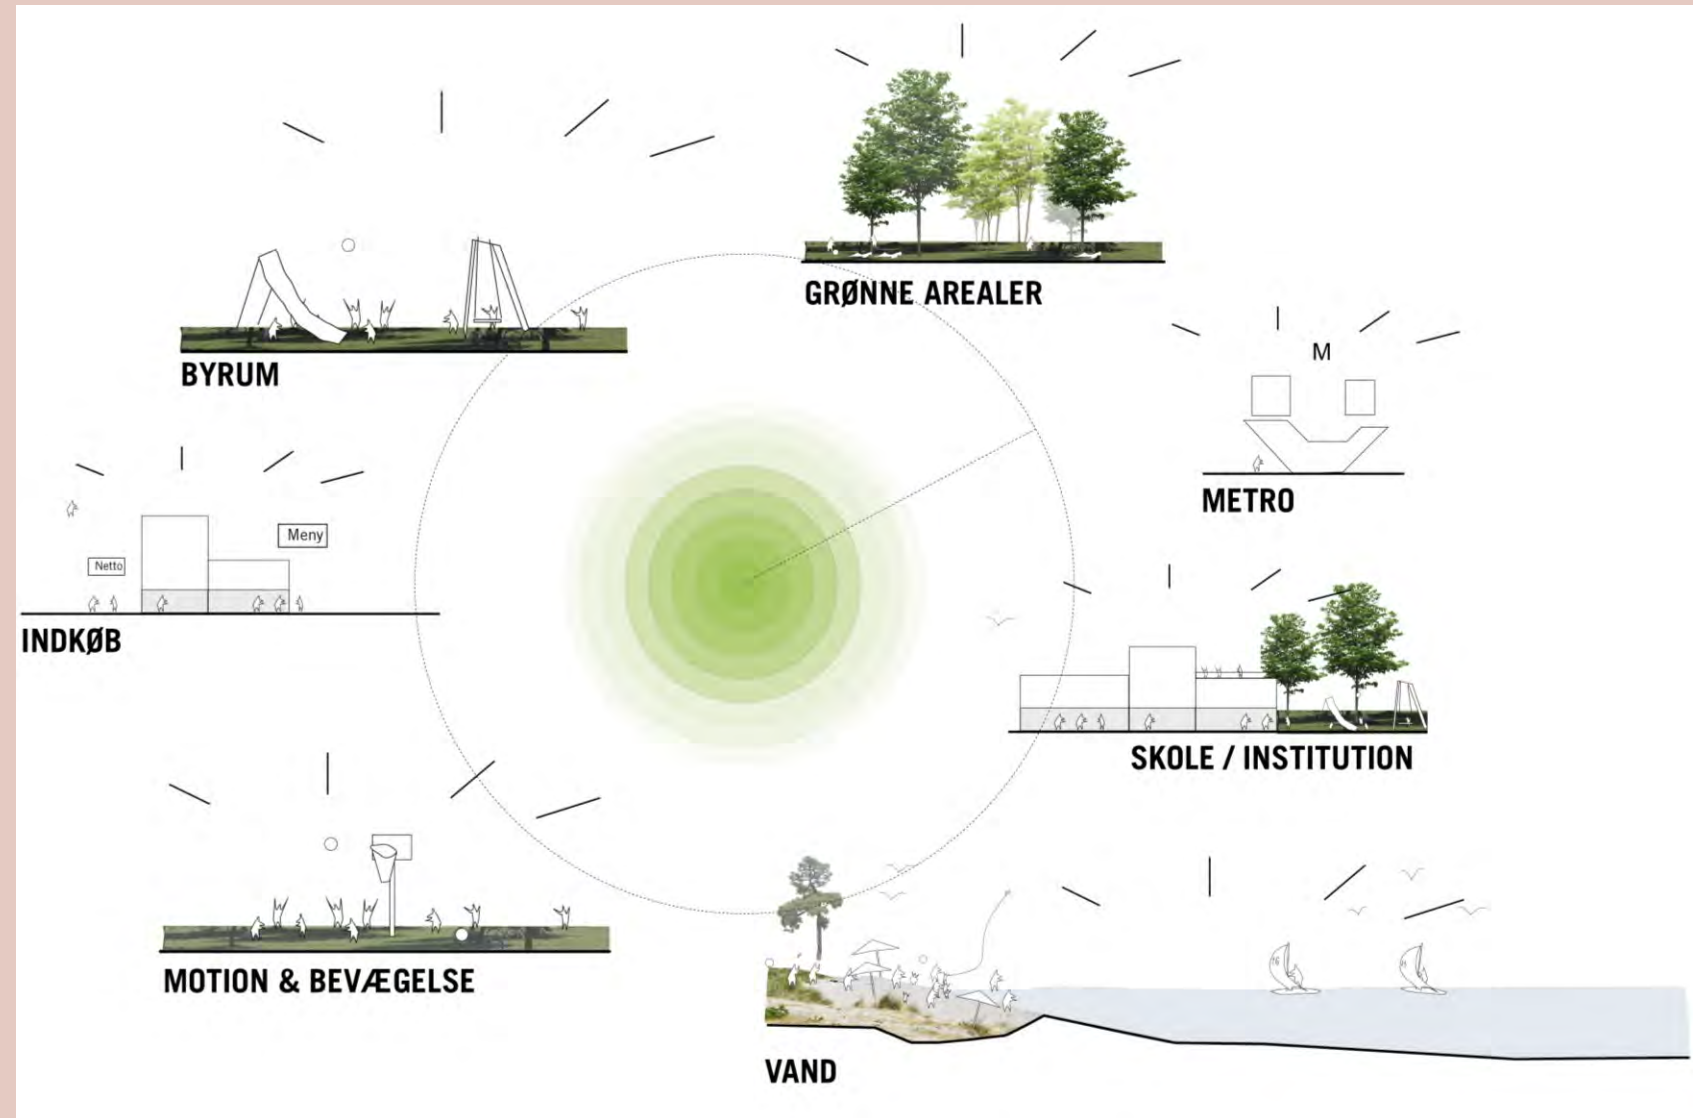 GRØNNE AREALER
BYRUM
M
METRO
Meny
Netto
INDKØB
SKOLE / INSTITUTION
MOTION & BEVÆGELSE
VAND